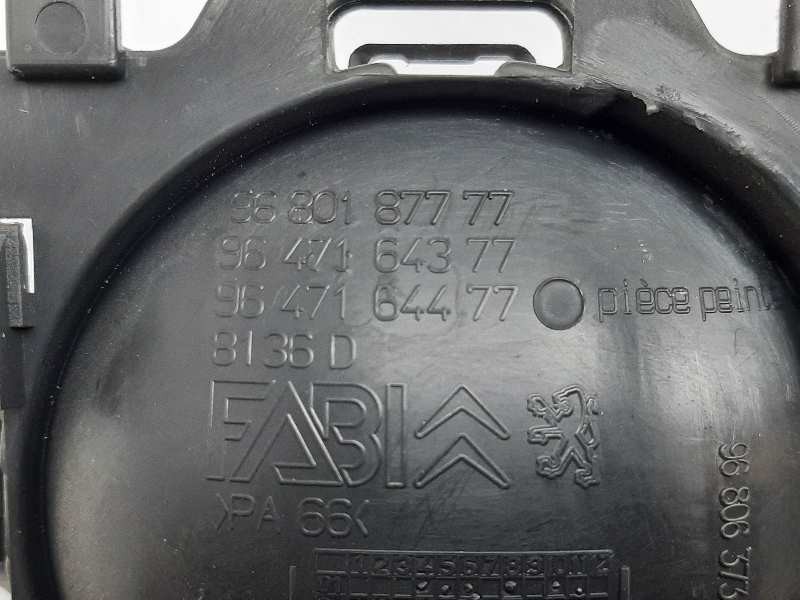 96 801 877 77
96 471 643 77
96 471 644 77
pièce peint
8136 D
FABI
>PA 66<
96 806 373